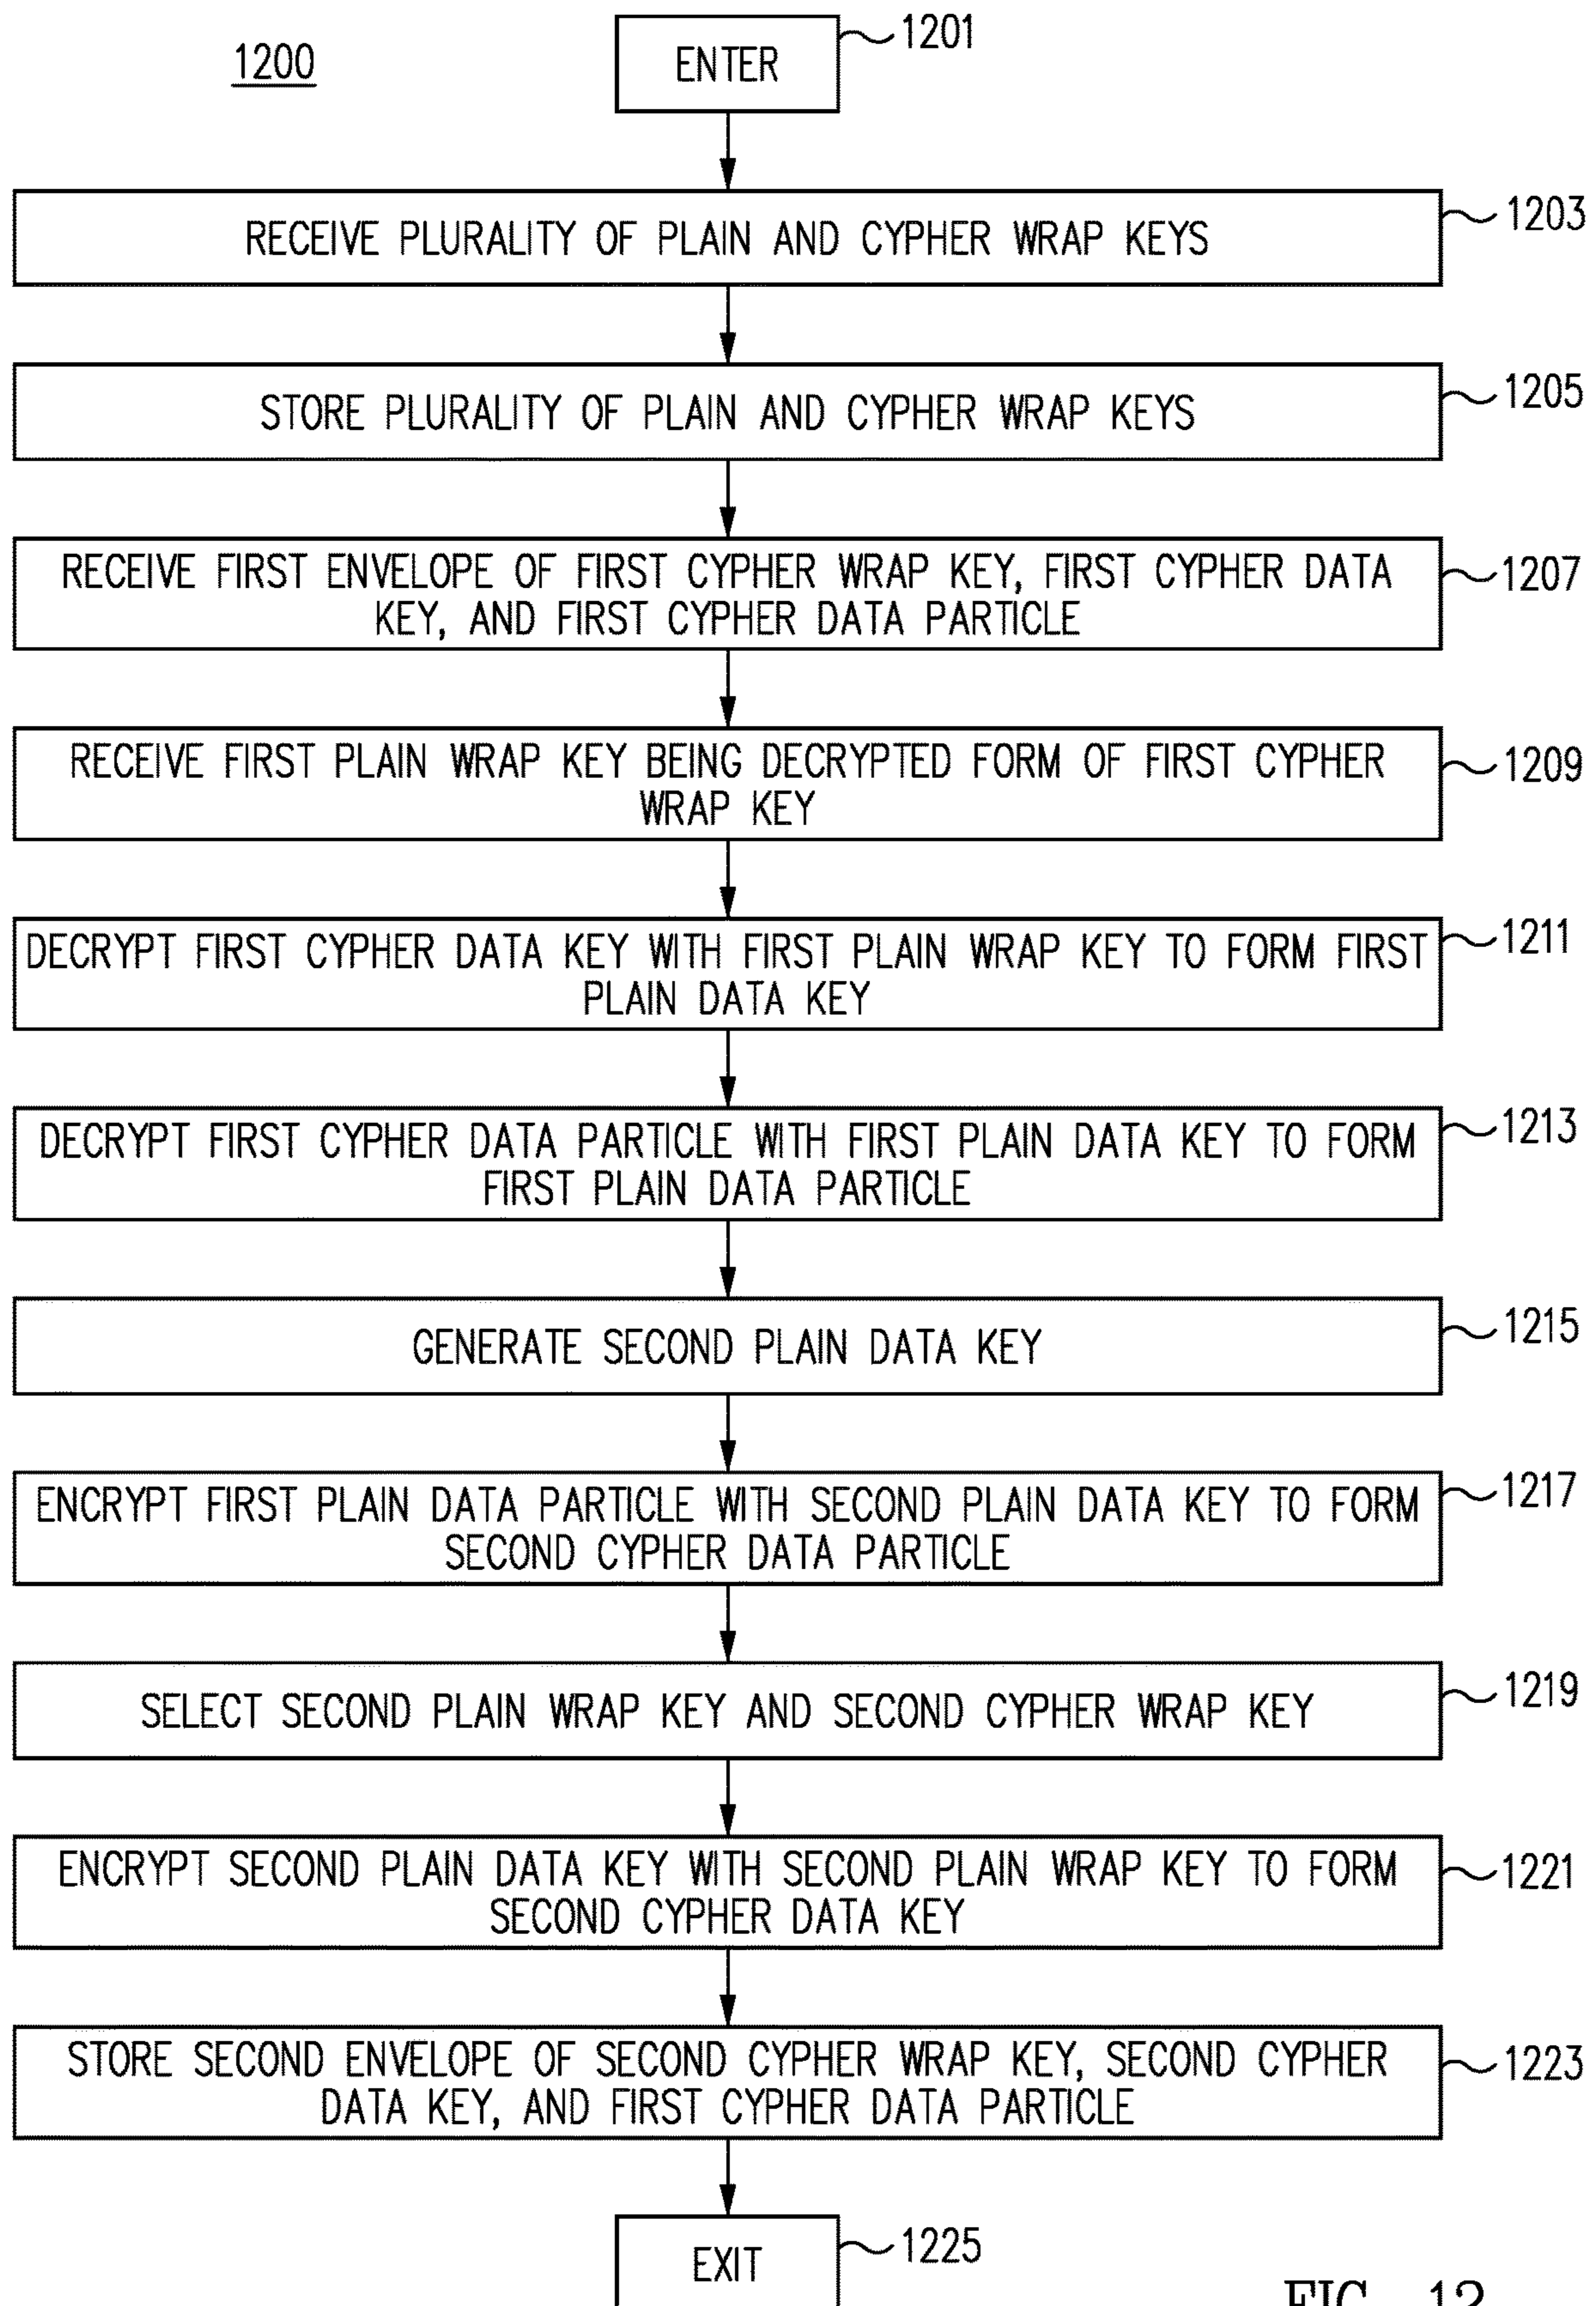 1200
ENTER
1201
RECEIVE PLURALITY OF PLAIN AND CYPHER WRAP KEYS
1203
STORE PLURALITY OF PLAIN AND CYPHER WRAP KEYS
1205
RECEIVE FIRST ENVELOPE OF FIRST CYPHER WRAP KEY, FIRST CYPHER DATA
KEY, AND FIRST CYPHER DATA PARTICLE
1207
RECEIVE FIRST PLAIN WRAP KEY BEING DECRYPTED FORM OF FIRST CYPHER
WRAP KEY
1209
DECRYPT FIRST CYPHER DATA KEY WITH FIRST PLAIN WRAP KEY TO FORM FIRST
PLAIN DATA KEY
1211
DECRYPT FIRST CYPHER DATA PARTICLE WITH FIRST PLAIN DATA KEY TO FORM
FIRST PLAIN DATA PARTICLE
1213
GENERATE SECOND PLAIN DATA KEY
1215
ENCRYPT FIRST PLAIN DATA PARTICLE WITH SECOND PLAIN DATA KEY TO FORM
SECOND CYPHER DATA PARTICLE
1217
SELECT SECOND PLAIN WRAP KEY AND SECOND CYPHER WRAP KEY
1219
ENCRYPT SECOND PLAIN DATA KEY WITH SECOND PLAIN WRAP KEY TO FORM
SECOND CYPHER DATA KEY
1221
STORE SECOND ENVELOPE OF SECOND CYPHER WRAP KEY, SECOND CYPHER
DATA KEY, AND FIRST CYPHER DATA PARTICLE
1223
EXIT
1225
FIG. 12